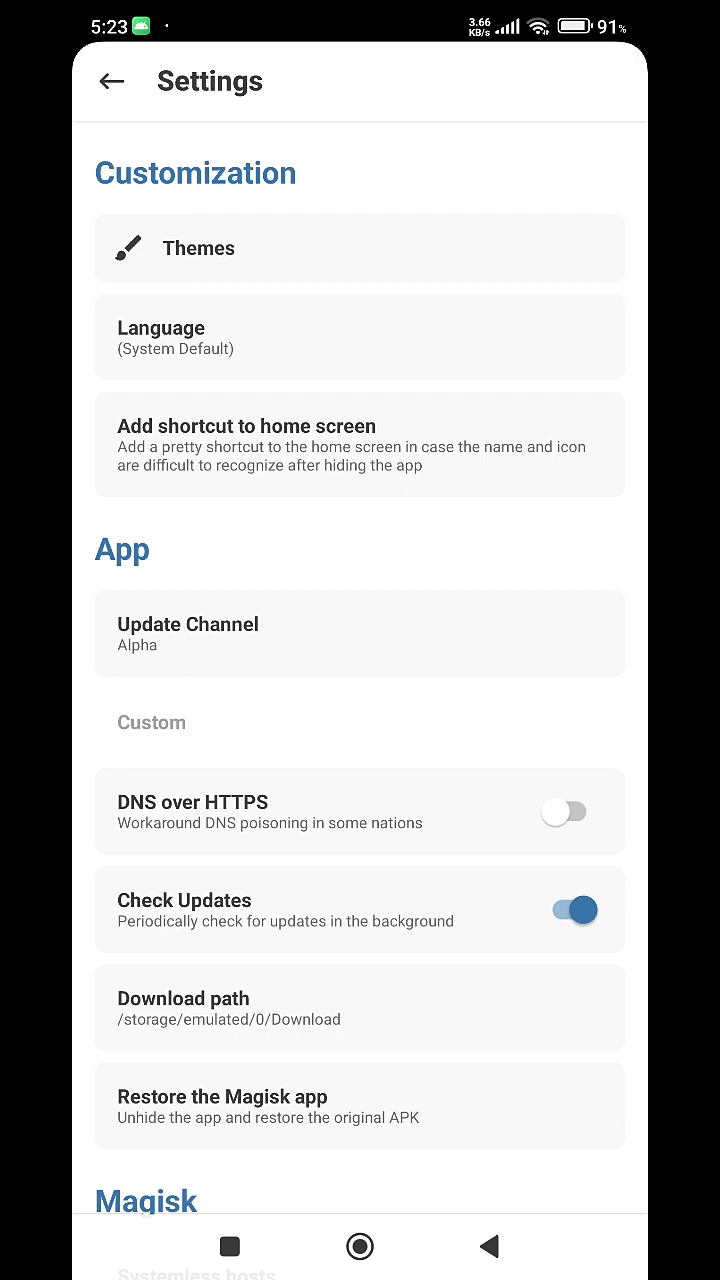 5:23
3.66
KB/s
91%
Settings
Customization
Themes
Language
(System Default)
Add shortcut to home screen
Add a pretty shortcut to the home screen in case the name and icon
are difficult to recognize after hiding the app
App
Update Channel
Alpha
Custom
DNS over HTTPS
Workaround DNS poisoning in some nations
Check Updates
Periodically check for updates in the background
Download path
/storage/emulated/0/Download
Restore the Magisk app
Unhide the app and restore the original APK
Magisk
Systemless hosts